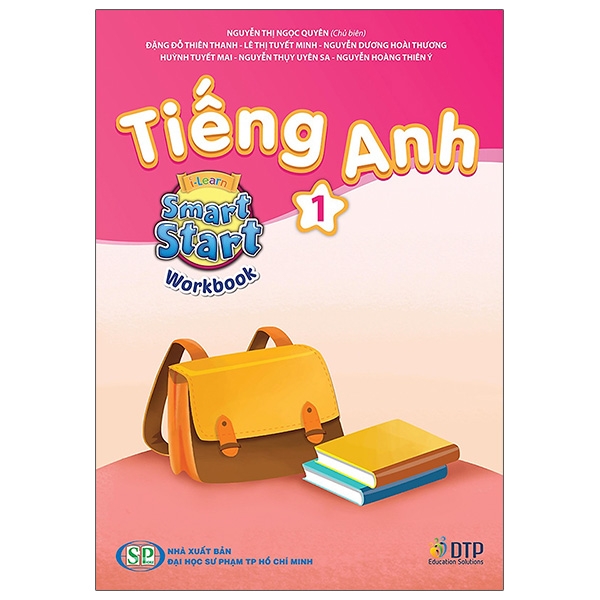 NGUYỄN THỊ NGỌC QUYÊN (Chủ biên)
ĐẶNG ĐỖ THIÊN THANH - LÊ THỊ TUYẾT MINH - NGUYỄN DƯƠNG HOÀI THƯƠNG
HUỲNH TUYẾT MAI - NGUYỄN THỤY UYÊN SA - NGUYỄN HOÀNG THIÊN Ý
Tiếng Anh
i-Learn
Smart
Start
1
Workbook
SP
NHÀ XUẤT BẢN
ĐẠI HỌC SƯ PHẠM TP HỒ CHÍ MINH
DTP
Education Solutions